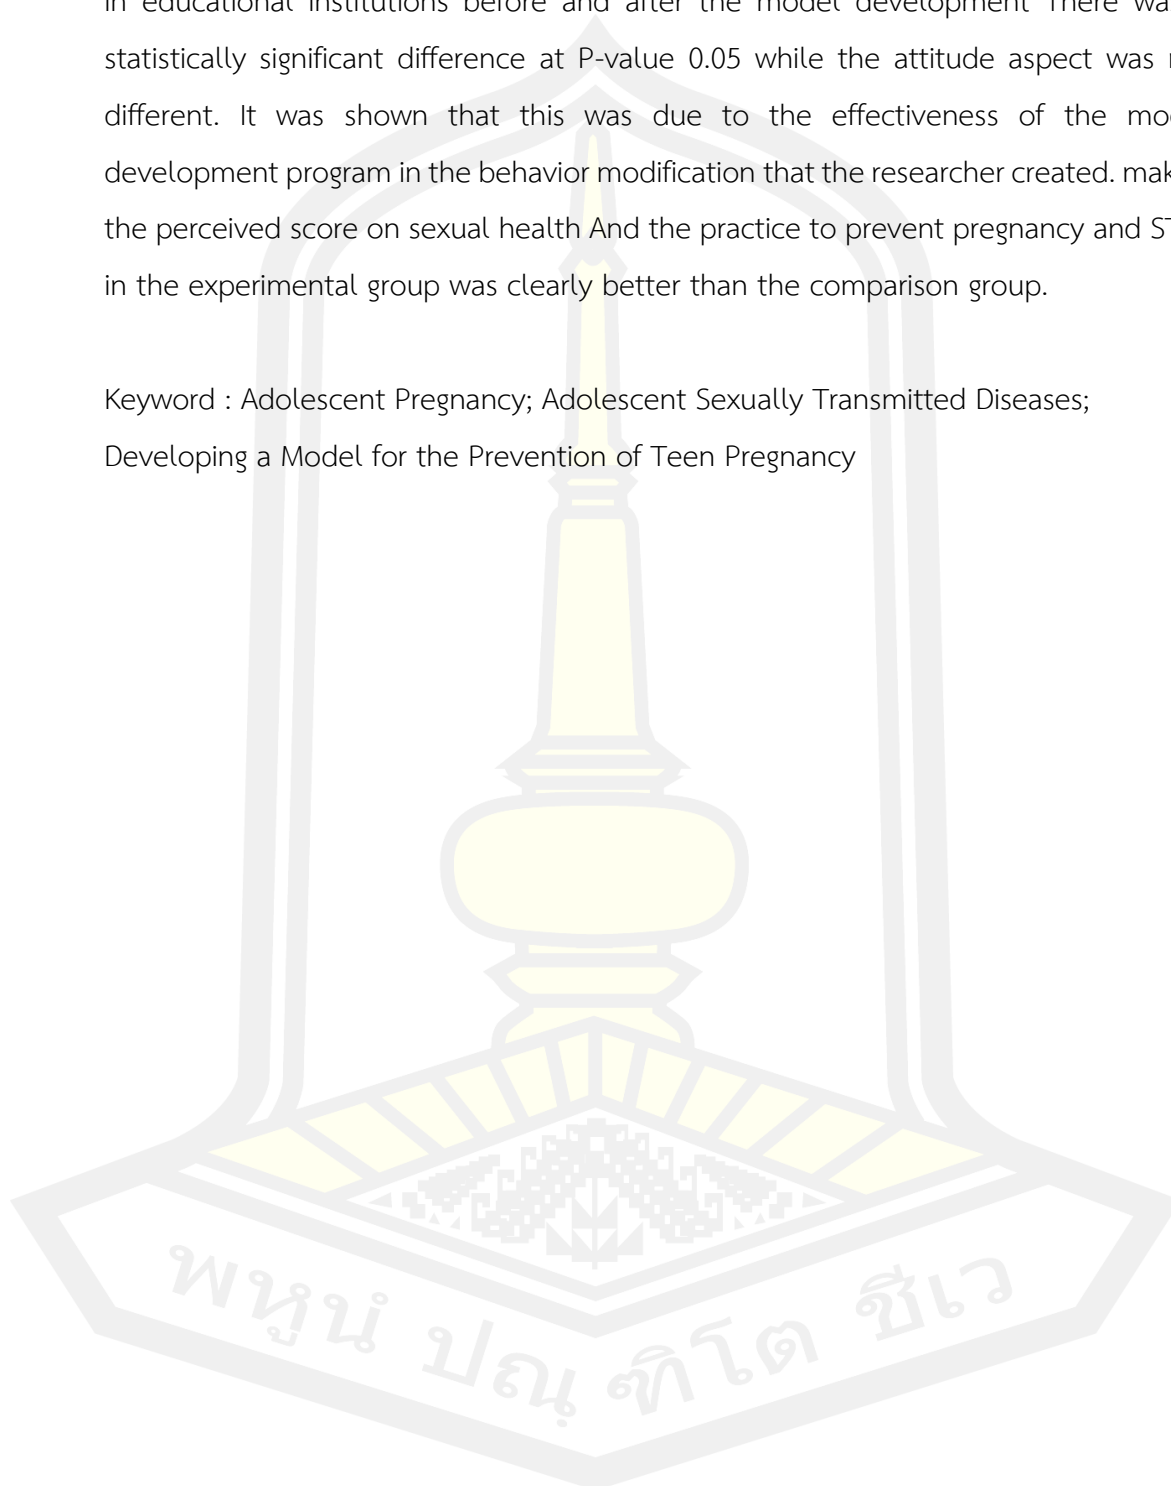 in educational institutions before and after the model development There wa
statistically significant difference at P-value 0.05 while the attitude aspect was
different. It was shown that this was due to the effectiveness of the
development program in the behavior modification that the researcher created.
the perceived score on sexual health And the practice to prevent pregnancy and
in the experimental group was clearly better than the comparison group.
Keyword : Adolescent Pregnancy; Adolescent Sexually Transmitted Diseases;
Developing a Model for the Prevention of Teen Pregnancy
พหูนํ ปณฺฑิโต ชีเว